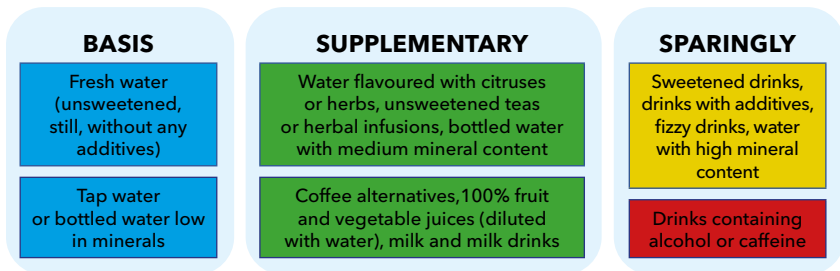 BASIS
Fresh water
(unsweetened,
still, without any
additives)
Tap water
or bottled water low
in minerals
SUPPLEMENTARY
Water flavoured with citruses
or herbs, unsweetened teas
or herbal infusions, bottled water
with medium mineral content
Coffee alternatives,100% fruit
and vegetable juices (diluted
with water), milk and milk drinks
SPARINGLY
Sweetened drinks,
drinks with additives,
fizzy drinks, water
with high mineral
content
Drinks containing
alcohol or caffeine